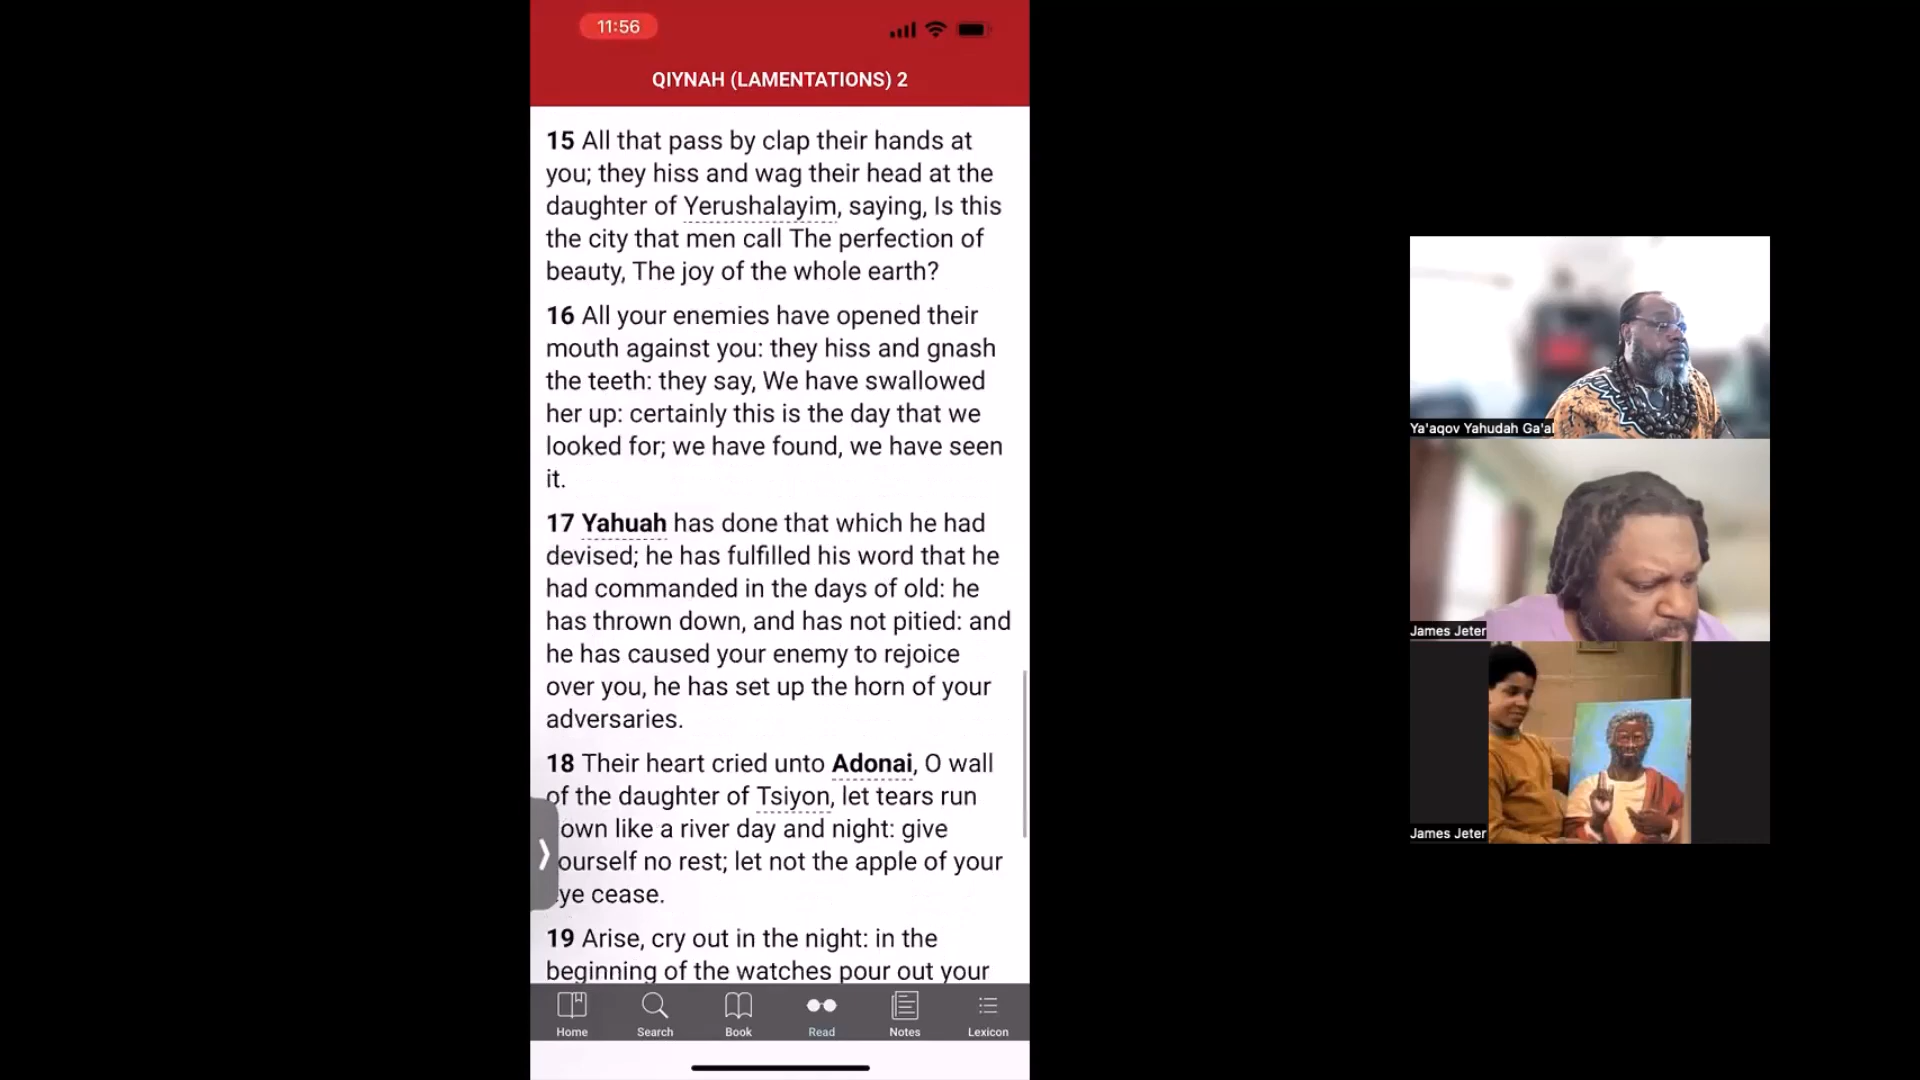 11:56
QIYNAH (LAMENTATIONS) 2
15 All that pass by clap their hands at
you; they hiss and wag their head at the
daughter of Yerushalayim, saying, Is this
the city that men call The perfection of
beauty, The joy of the whole earth?
16 All your enemies have opened their
mouth against you: they hiss and gnash
the teeth: they say, We have swallowed
her up: certainly this is the day that we
looked for; we have found, we have seen
it.
17 Yahuah has done that which he had
devised; he has fulfilled his word that he
had commanded in the days of old: he
has thrown down, and has not pitied: and
he has caused your enemy to rejoice
over you, he has set up the horn of your
adversaries.
18 Their heart cried unto Adonai, O wall
of the daughter of Tsiyon, let tears run
own like a river day and night: give
ourself no rest; let not the apple of your
ye cease.
19 Arise, cry out in the night: in the
beginning of the watches pour out your
Home Search Book Read Notes Lexicon
Ya'aqov Yahudah Ga'al
James Jeter
James Jeter